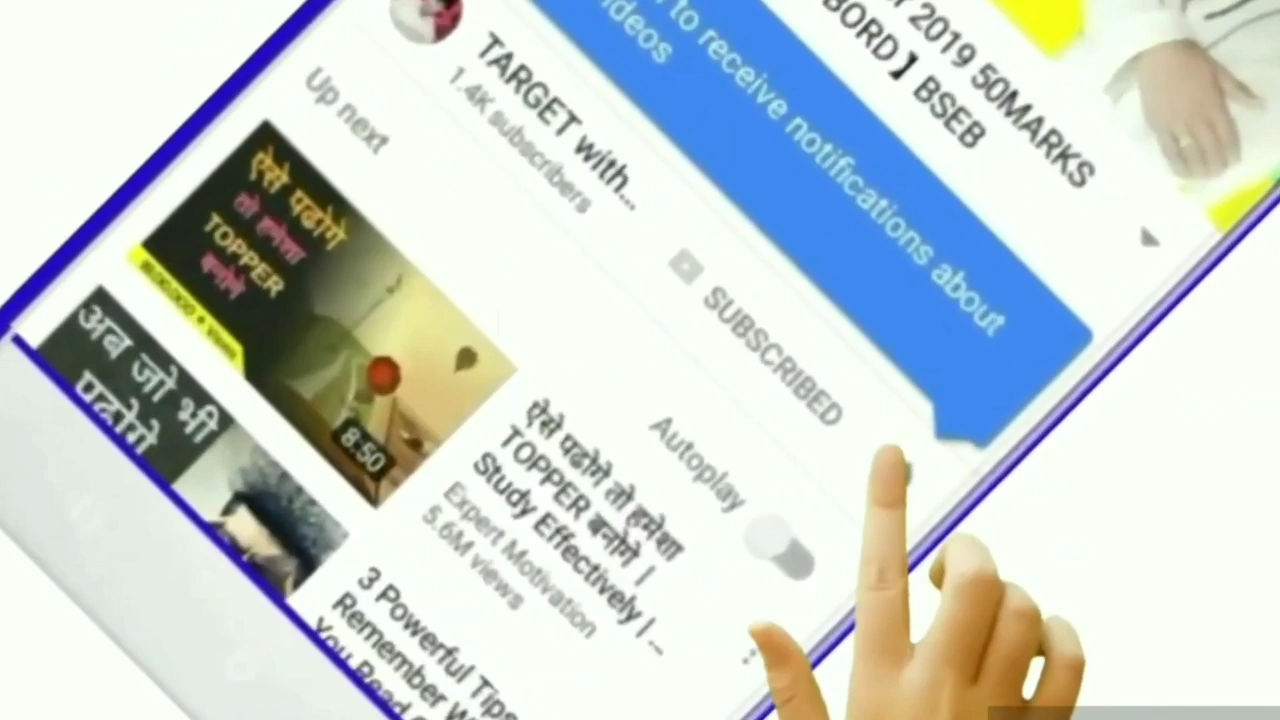 2019 50MARKS
BORD】BSEB
to receive notifications about
videos
TARGET with...
1.4K subscribers
SUBSCRIBED
Up next
Autoplay
ऐसे पढोगे
तो हमेशा
TOPPER
बनोगे
8:50
ऐसे पढोगे तो हमेशा
TOPPER बनोगे |
Study Effectively | ...
Expert Motivation
5.6M views
अब जो भी
पढोगे
3 Powerful Tips
Remember
You Read